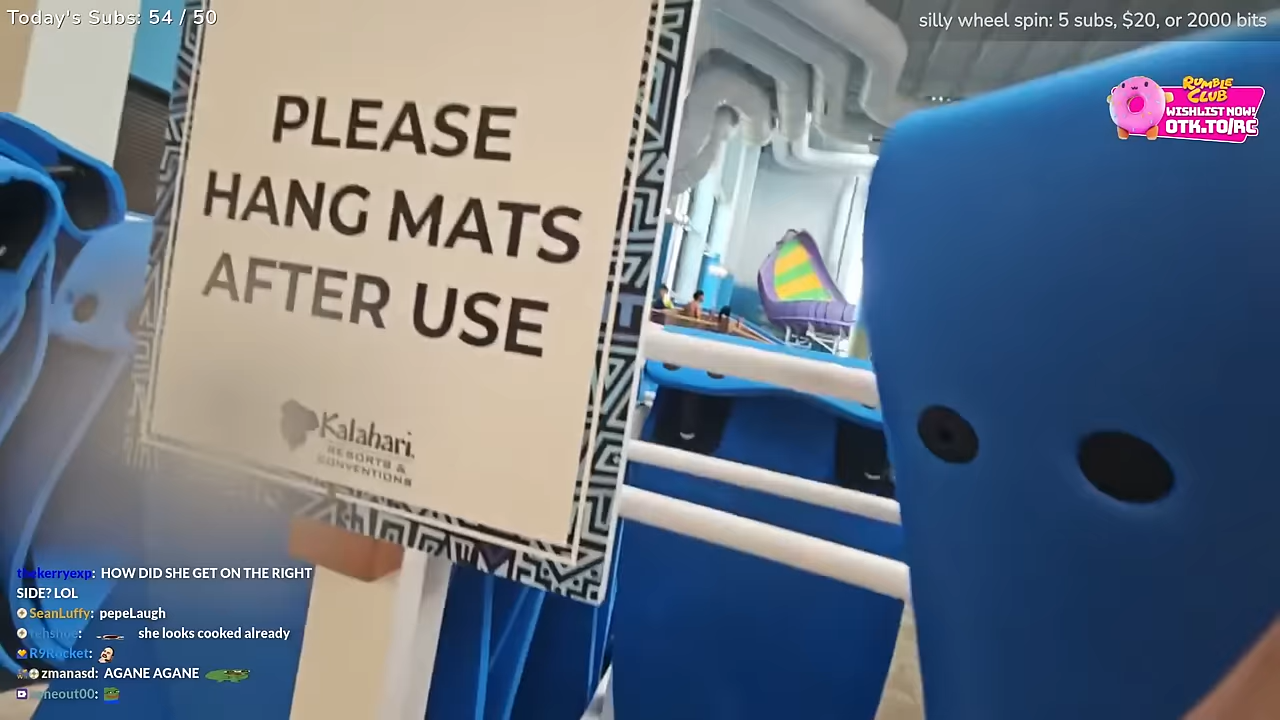 Today's Subs: 54 / 50
silly wheel spin: 5 subs, $20, or 2000 bits
RUMBLE
CLUB
WISHLIST NOW!
OTK.TO/RC
PLEASE
HANG MATS
AFTER USE
Kalahari
RESORTS &
CONVENTIONS
thekerryexp: HOW DID SHE GET ON THE RIGHT
SIDE? LOL
SeanLuffy: pepeLaugh
she looks cooked already
R9Rocket:
zmanasd: AGANE AGANE